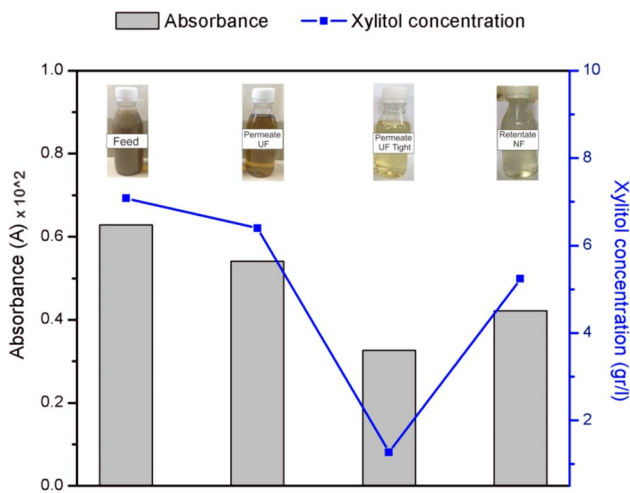 Absorbance
Xylitol concentration
1.0
0.8
0.6
0.4
0.2
0.0
Absorbance (A) x 10^2
Feed
Permeate
UF
Permeate
UF Tight
Retentate
NF
10
8
6
4
2
Xylitol concentration (gr/l)